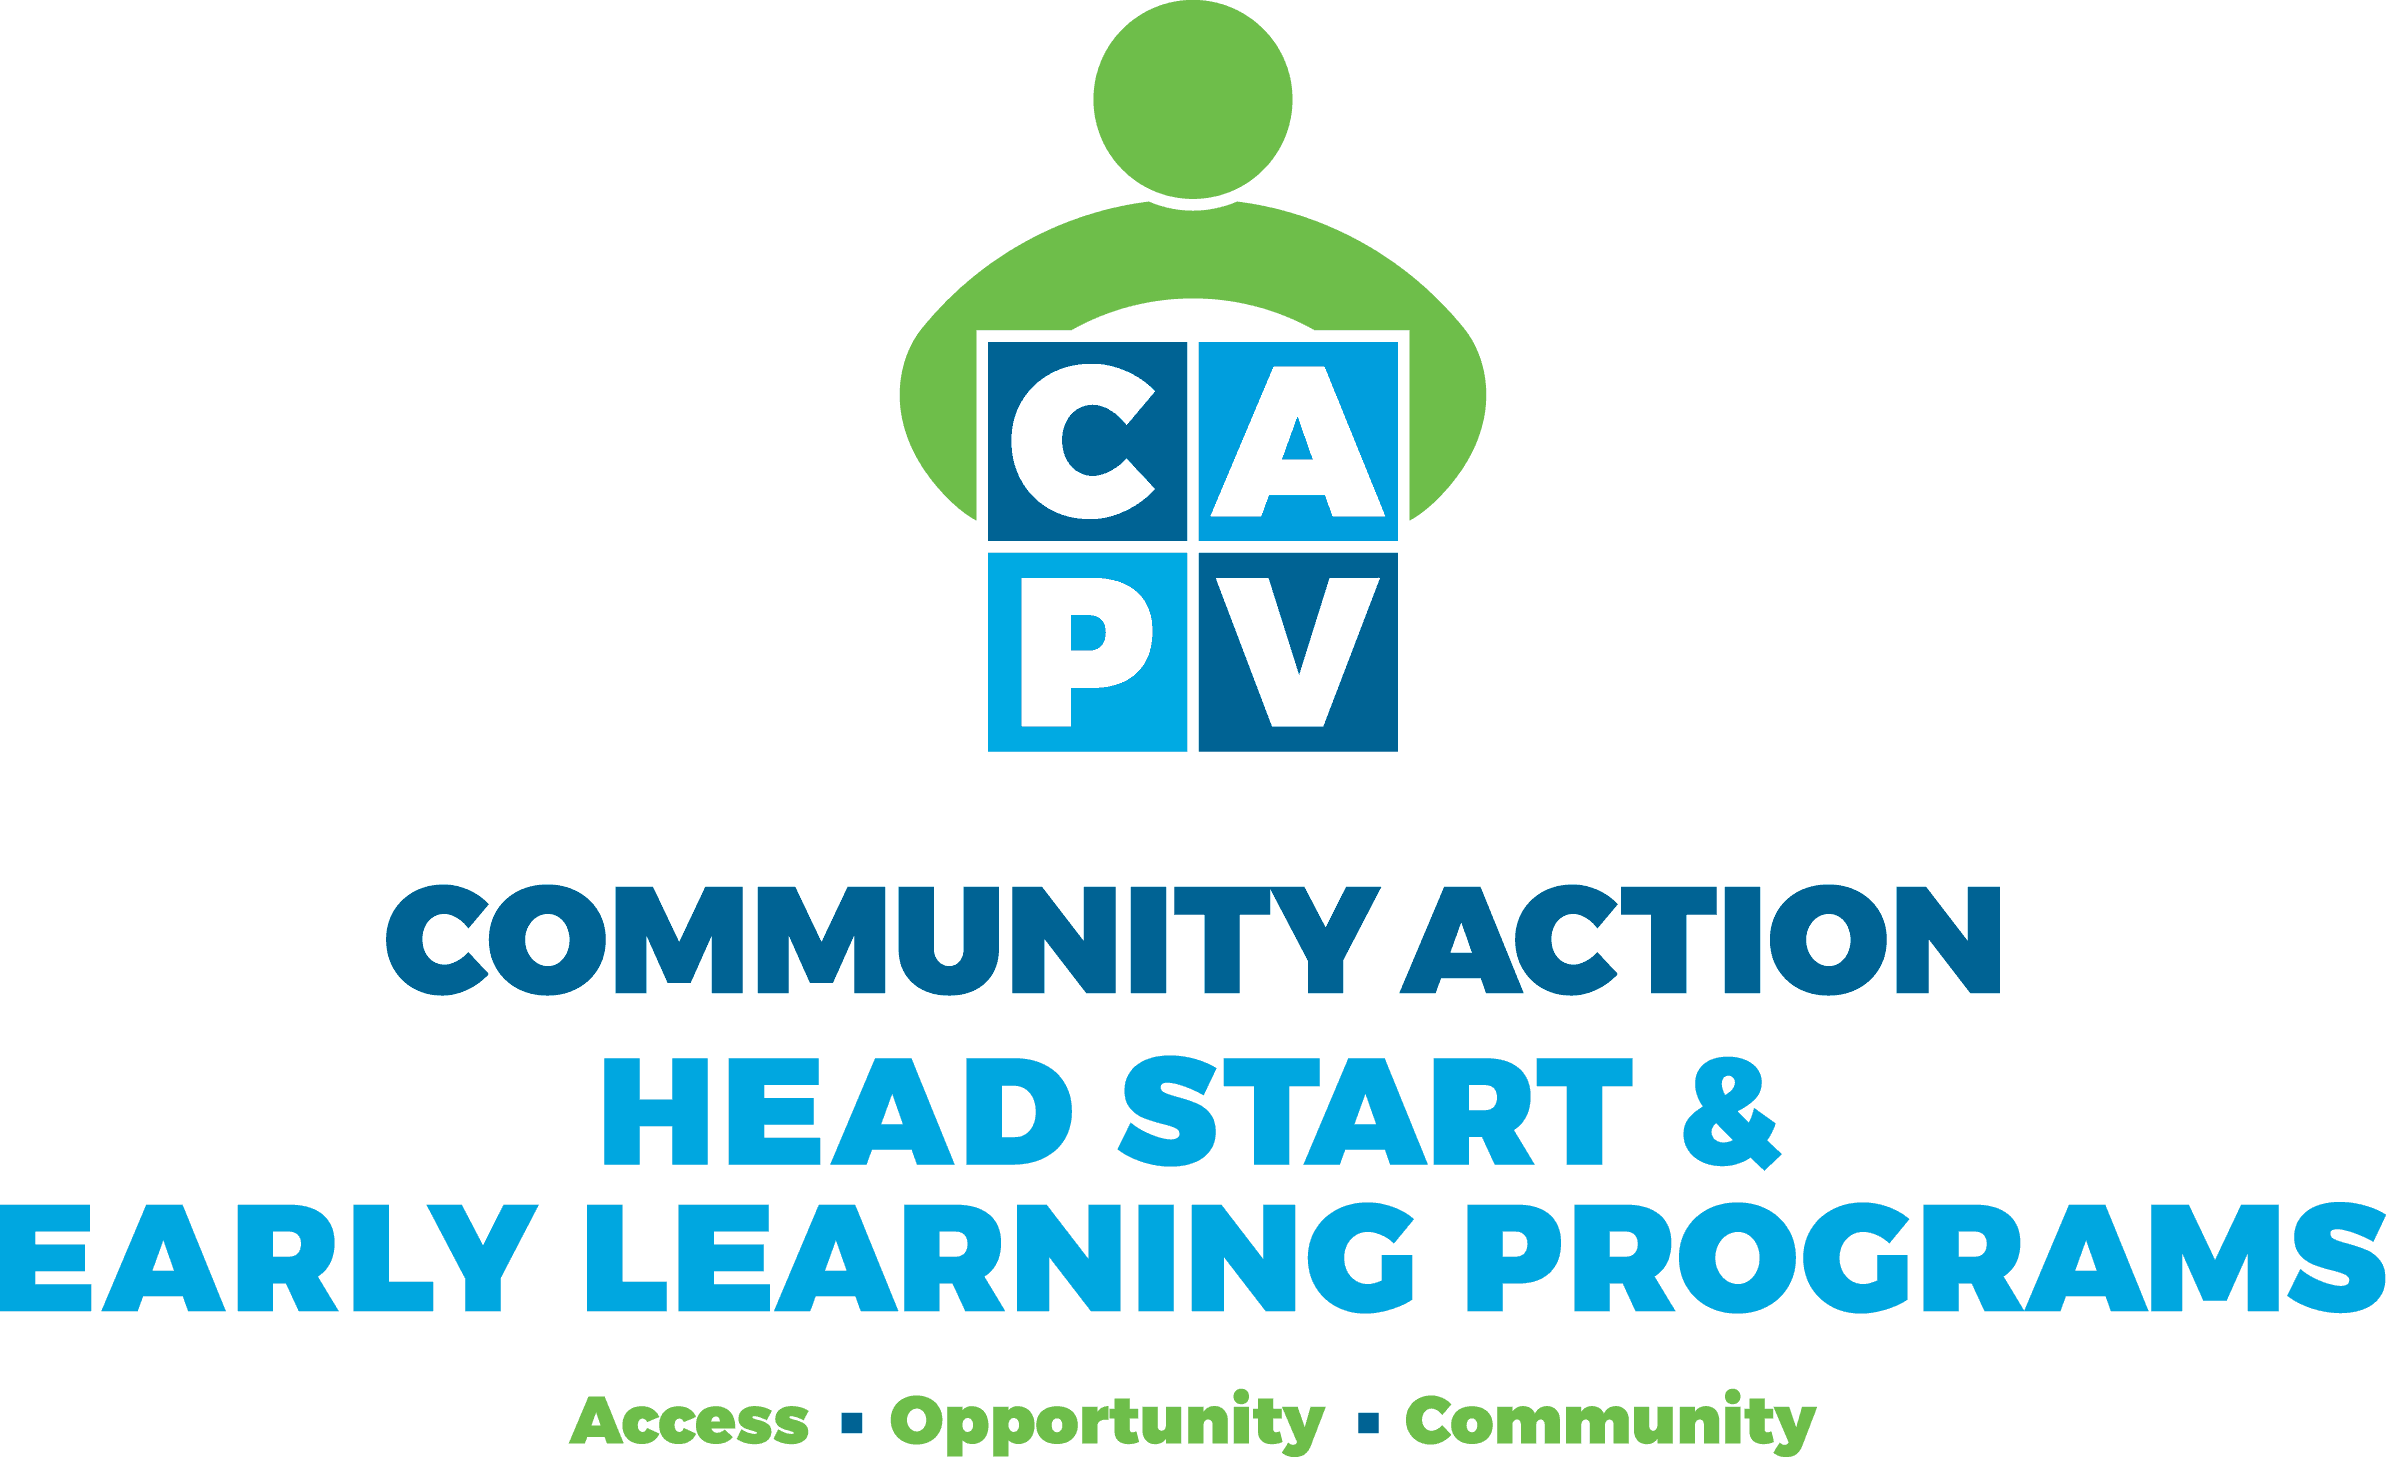 CA
PV
COMMUNITY ACTION
HEAD START &
EARLY LEARNING PROGRAMS
Access ▪ Opportunity ▪ Community